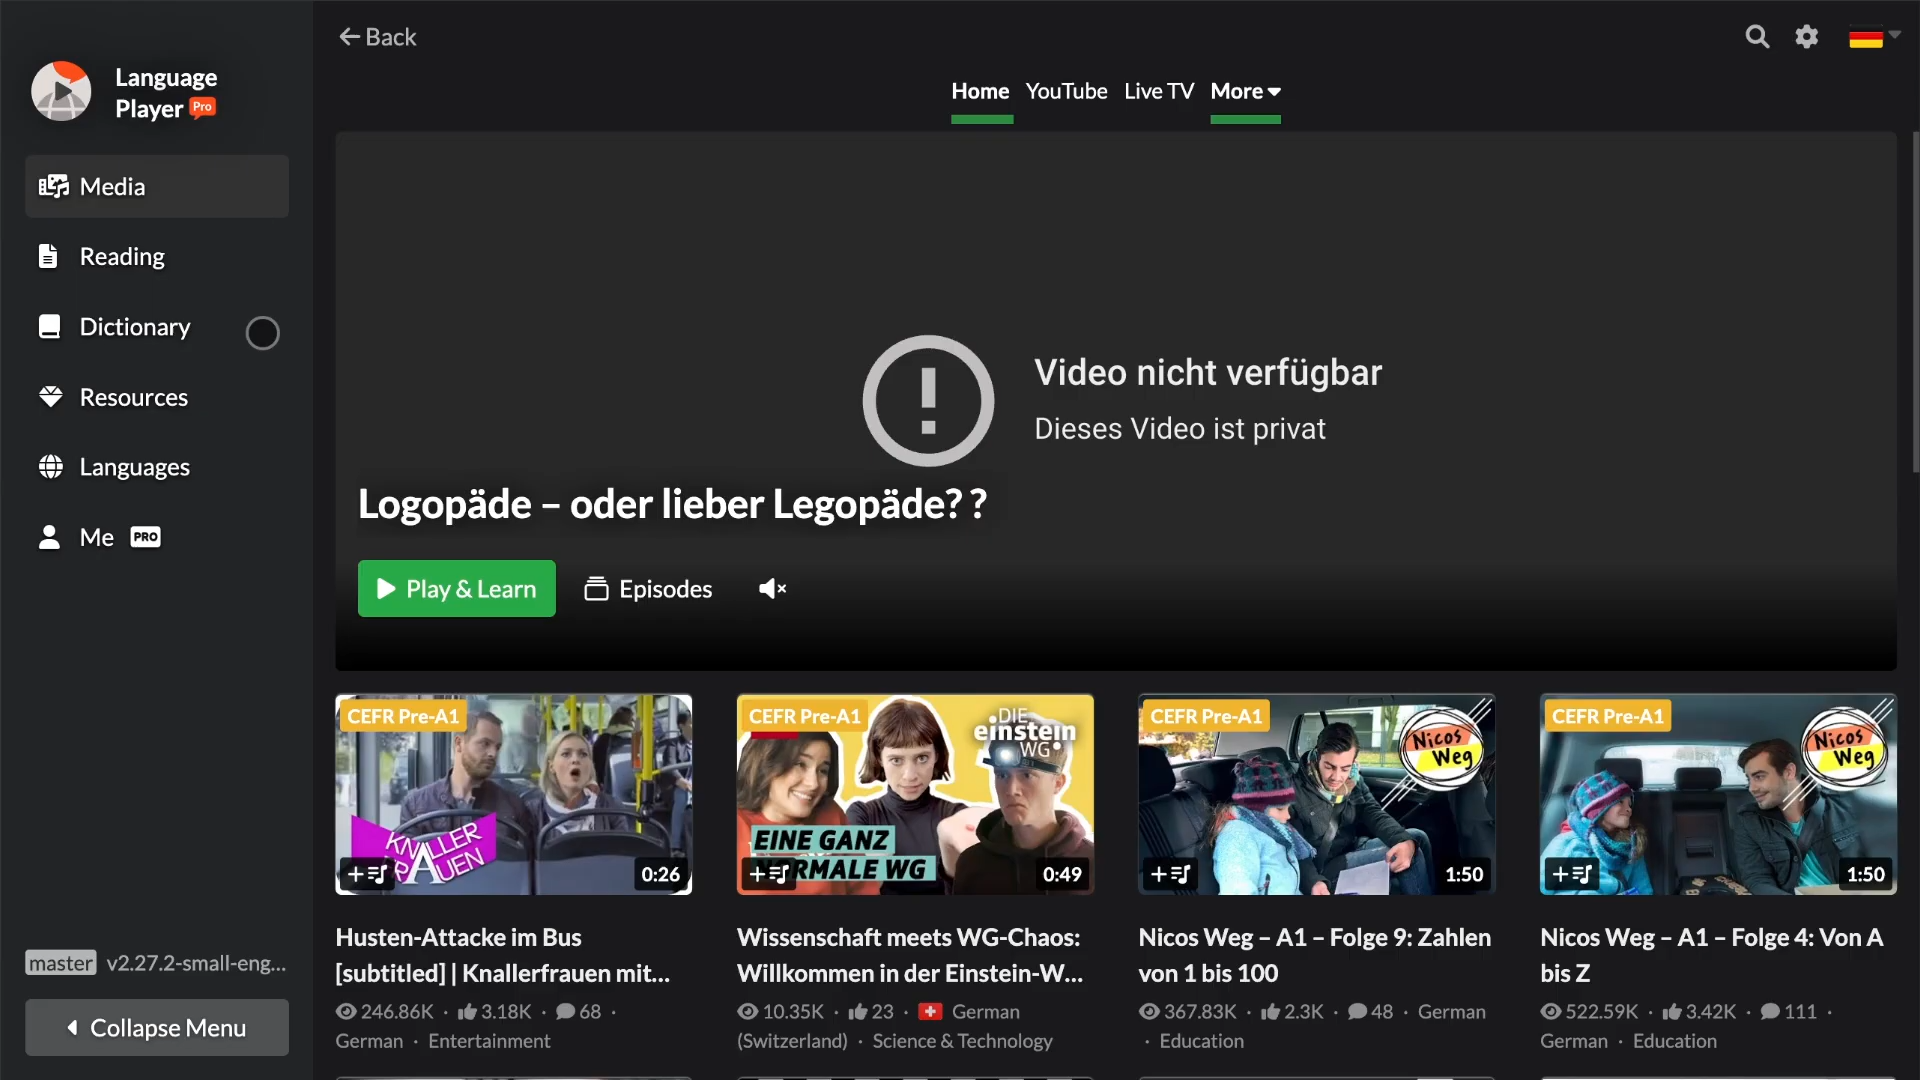 Back
Language
Player Pro
Home YouTube Live TV More
Media
Reading
Dictionary
Resources
Languages
Me PRO
Video nicht verfügbar
Dieses Video ist privat
Logopäde – oder lieber Legopäde? ?
Play & Learn
Episodes
CEFR Pre-A1
KNALLER
FRAUEN
0:26
CEFR Pre-A1
DIE
einstein
WG
EINE GANZ
NORMALE WG
0:49
CEFR Pre-A1
Nicos
Weg
1:50
CEFR Pre-A1
Nicos
Weg
1:50
Husten-Attacke im Bus
[subtitled] | Knallerfrauen mit...
246.86K · 3.18K · 68 ·
German · Entertainment
Wissenschaft meets WG-Chaos:
Willkommen in der Einstein-W...
10.35K · 23 · German
(Switzerland) · Science & Technology
Nicos Weg – A1 – Folge 9: Zahlen
von 1 bis 100
367.83K · 2.3K · 48 · German
· Education
Nicos Weg – A1 – Folge 4: Von A
bis Z
522.59K · 3.42K · 111 ·
German · Education
master v2.27.2-small-eng...
Collapse Menu